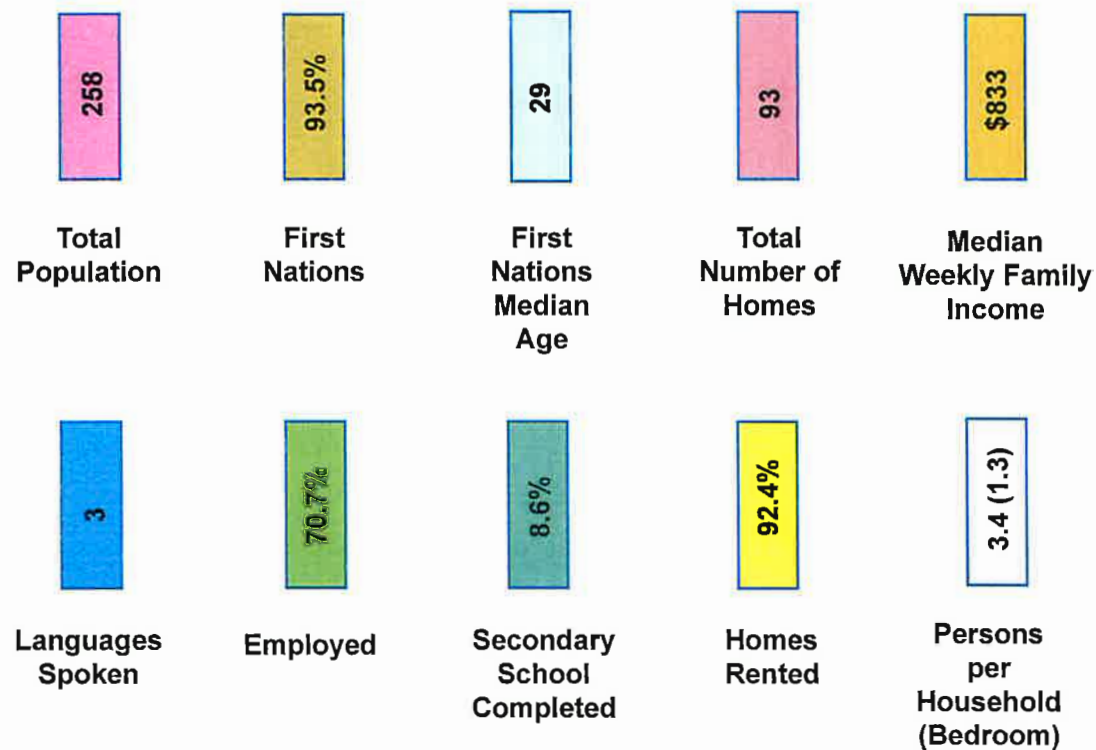 258
93.5%
29
93
$833
Total
Population
First
Nations
First
Nations
Median
Age
Total
Number of
Homes
Median
Weekly Family
Income
3
70.7%
8.6%
92.4%
3.4 (1.3)
Languages
Spoken
Employed
Secondary
School
Completed
Homes
Rented
Persons
per
Household
(Bedroom)